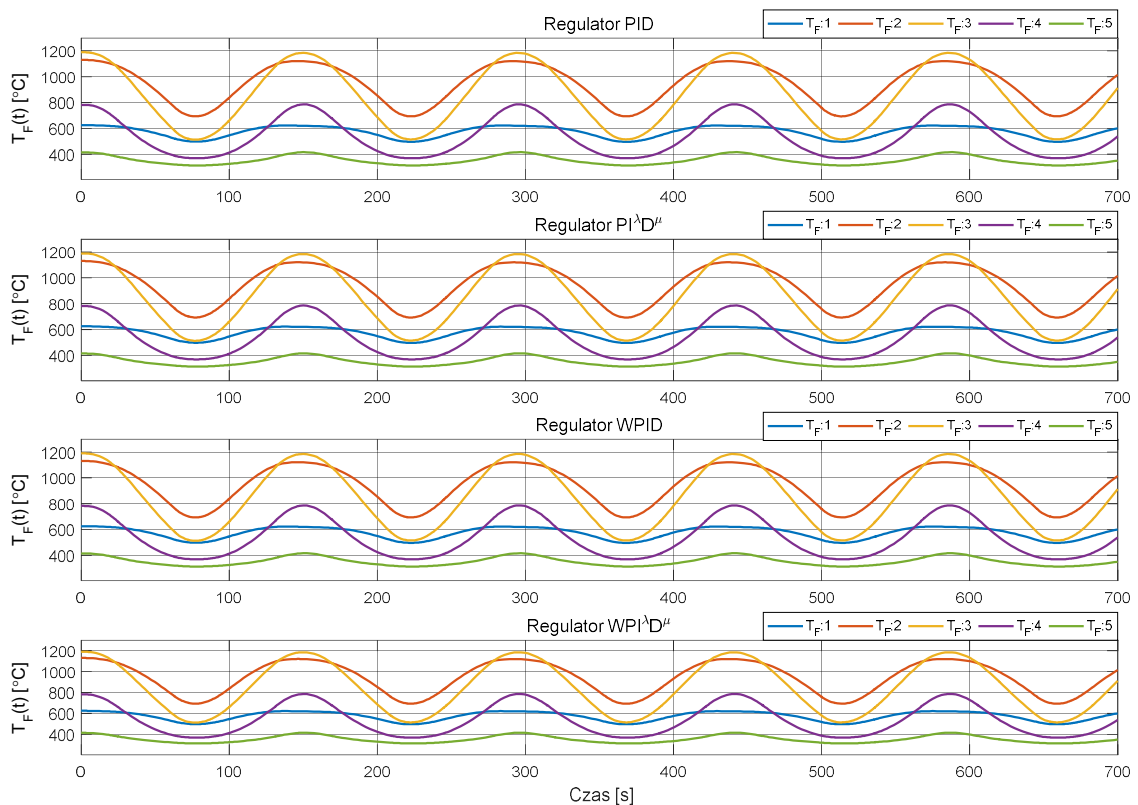 Regulator PID
T_F:1 T_F:2 T_F:3 T_F:4 T_F:5
1200
1000
800
600
400
T_F(t) [°C]
0 100 200 300 400 500 600 700
Regulator PI^λD^μ
T_F:1 T_F:2 T_F:3 T_F:4 T_F:5
1200
1000
800
600
400
T_F(t) [°C]
0 100 200 300 400 500 600 700
Regulator WPID
T_F:1 T_F:2 T_F:3 T_F:4 T_F:5
1200
1000
800
600
400
T_F(t) [°C]
0 100 200 300 400 500 600 700
Regulator WPI^λD^μ
T_F:1 T_F:2 T_F:3 T_F:4 T_F:5
1200
1000
800
600
400
T_F(t) [°C]
0 100 200 300 400 500 600 700
Czas [s]